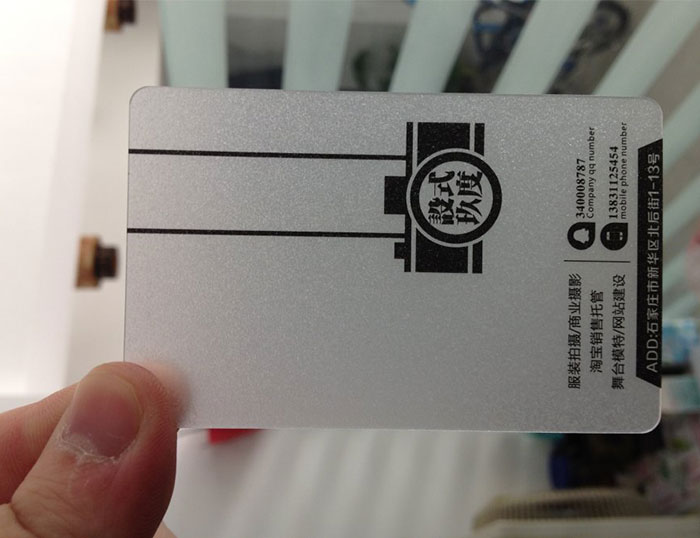 設式
玖度
服装拍摄/商业摄影
淘宝销售托管
舞台模特/网站建设
340008787
Company qq number
13831125454
mobile phone number
ADD:石家庄市新华区北后街1-13号